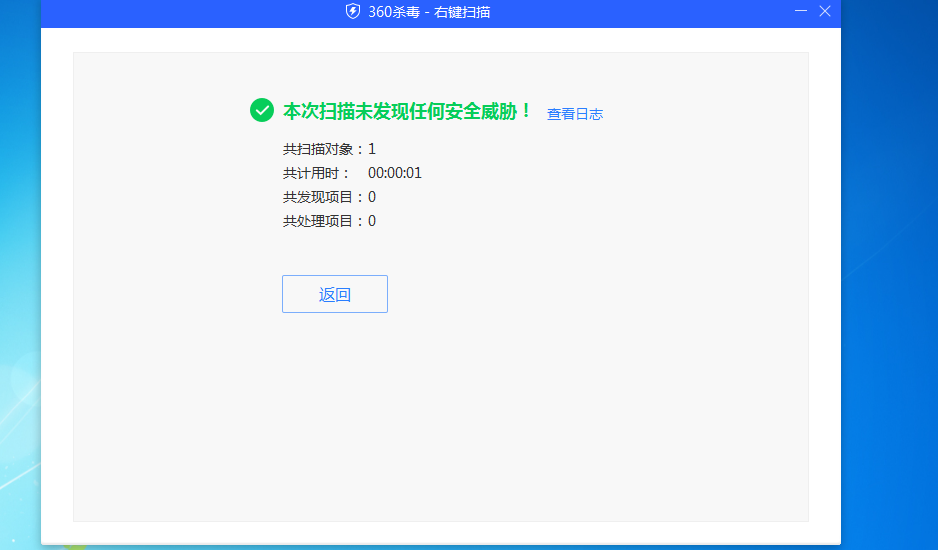 360杀毒 - 右键扫描
本次扫描未发现任何安全威胁！ 查看日志
共扫描对象：1
共计用时： 00:00:01
共发现项目：0
共处理项目：0
返回